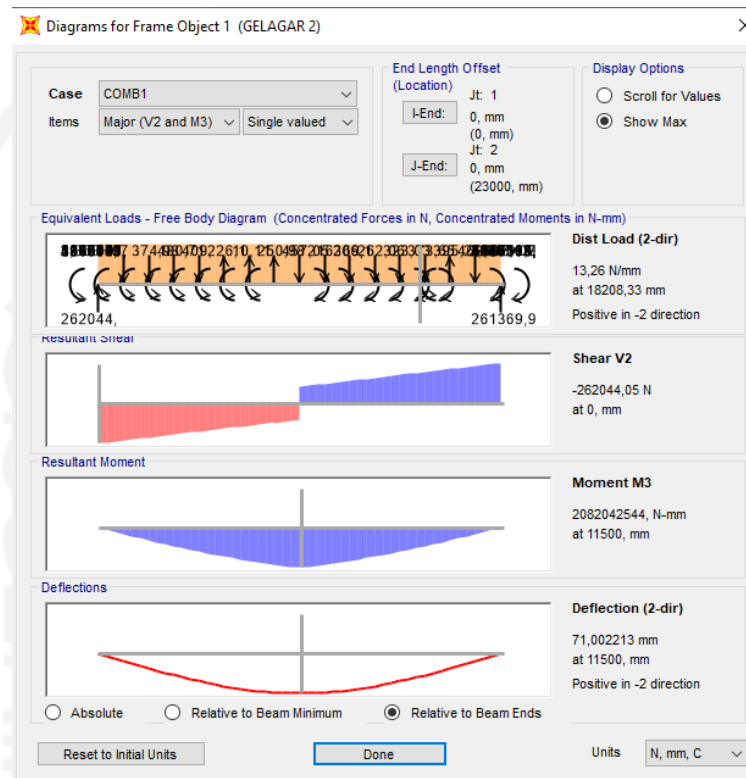 Diagrams for Frame Object 1 (GELAGAR 2)
Case COMB1
Items Major (V2 and M3) Single valued
End Length Offset
(Location)
Jt: 1
I-End: 0, mm
(0, mm)
Jt: 2
J-End: 0, mm
(23000, mm)
Display Options
Scroll for Values
Show Max
Equivalent Loads - Free Body Diagram (Concentrated Forces in N, Concentrated Moments in N-mm)
262044,
261369,9
Dist Load (2-dir)
13,26 N/mm
at 18208,33 mm
Positive in -2 direction
Resultant Shear
Shear V2
-262044,05 N
at 0, mm
Resultant Moment
Moment M3
2082042544, N-mm
at 11500, mm
Deflections
Deflection (2-dir)
71,002213 mm
at 11500, mm
Positive in -2 direction
Absolute Relative to Beam Minimum Relative to Beam Ends
Reset to Initial Units Done Units N, mm, C